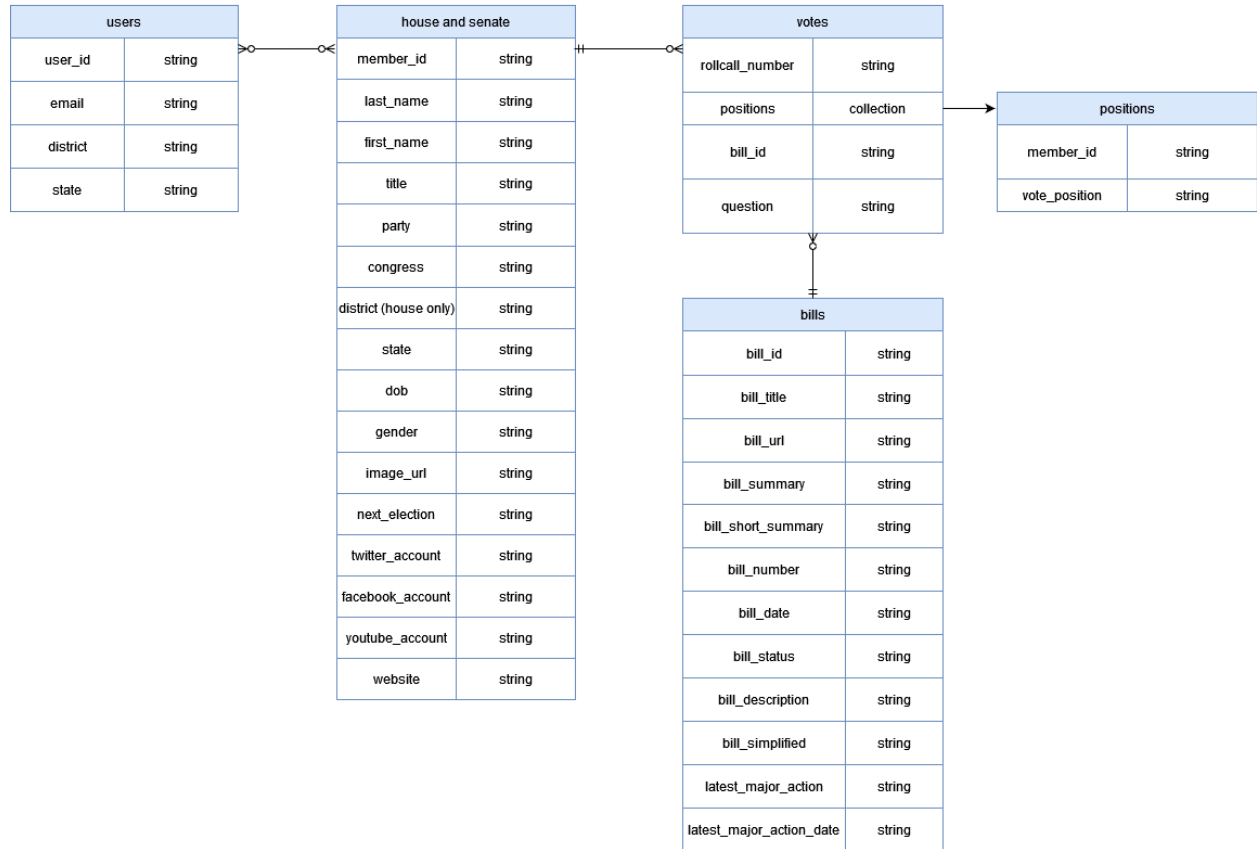 users
user_id string
email string
district string
state string
house and senate
member_id string
last_name string
first_name string
title string
party string
congress string
district (house only) string
state string
dob string
gender string
image_url string
next_election string
twitter_account string
facebook_account string
youtube_account string
website string
votes
rollcall_number string
positions collection
bill_id string
question string
positions
member_id string
vote_position string
bills
bill_id string
bill_title string
bill_url string
bill_summary string
bill_short_summary string
bill_number string
bill_date string
bill_status string
bill_description string
bill_simplified string
latest_major_action string
latest_major_action_date string